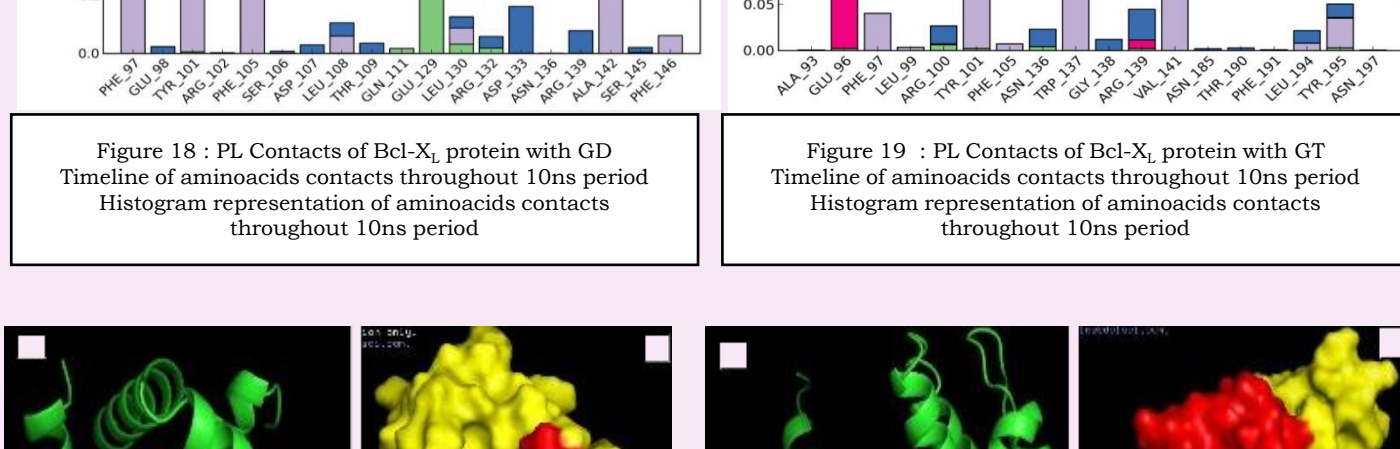 0.0
PHE_97 GLU_98 TYR_101 ARG_102 PHE_105 SER_106 ASP_107 LEU_108 THR_109 GLN_111 GLU_129 LEU_130 ARG_132 ASP_133 ASN_136 ARG_139 ALA_142 SER_145 PHE_146
0.05
0.00
ALA_93 GLU_96 PHE_97 LEU_99 ARG_100 TYR_101 PHE_105 ASN_136 TRP_137 GLY_138 ARG_139 VAL_141 ASN_185 THR_190 PHE_191 LEU_194 TYR_195 ASN_197
Figure 18 : PL Contacts of Bcl-XL protein with GD
Timeline of aminoacids contacts throughout 10ns period
Histogram representation of aminoacids contacts
throughout 10ns period
Figure 19 : PL Contacts of Bcl-XL protein with GT
Timeline of aminoacids contacts throughout 10ns period
Histogram representation of aminoacids contacts
throughout 10ns period
only.